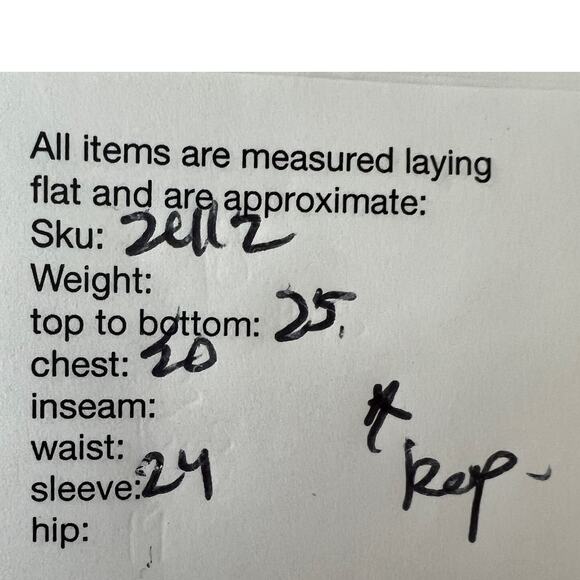 All items are measured laying
flat and are approximate:
Sku:
Weight:
top to bottom: 25.
chest: 20
inseam:
waist:
sleeve: 24
hip: